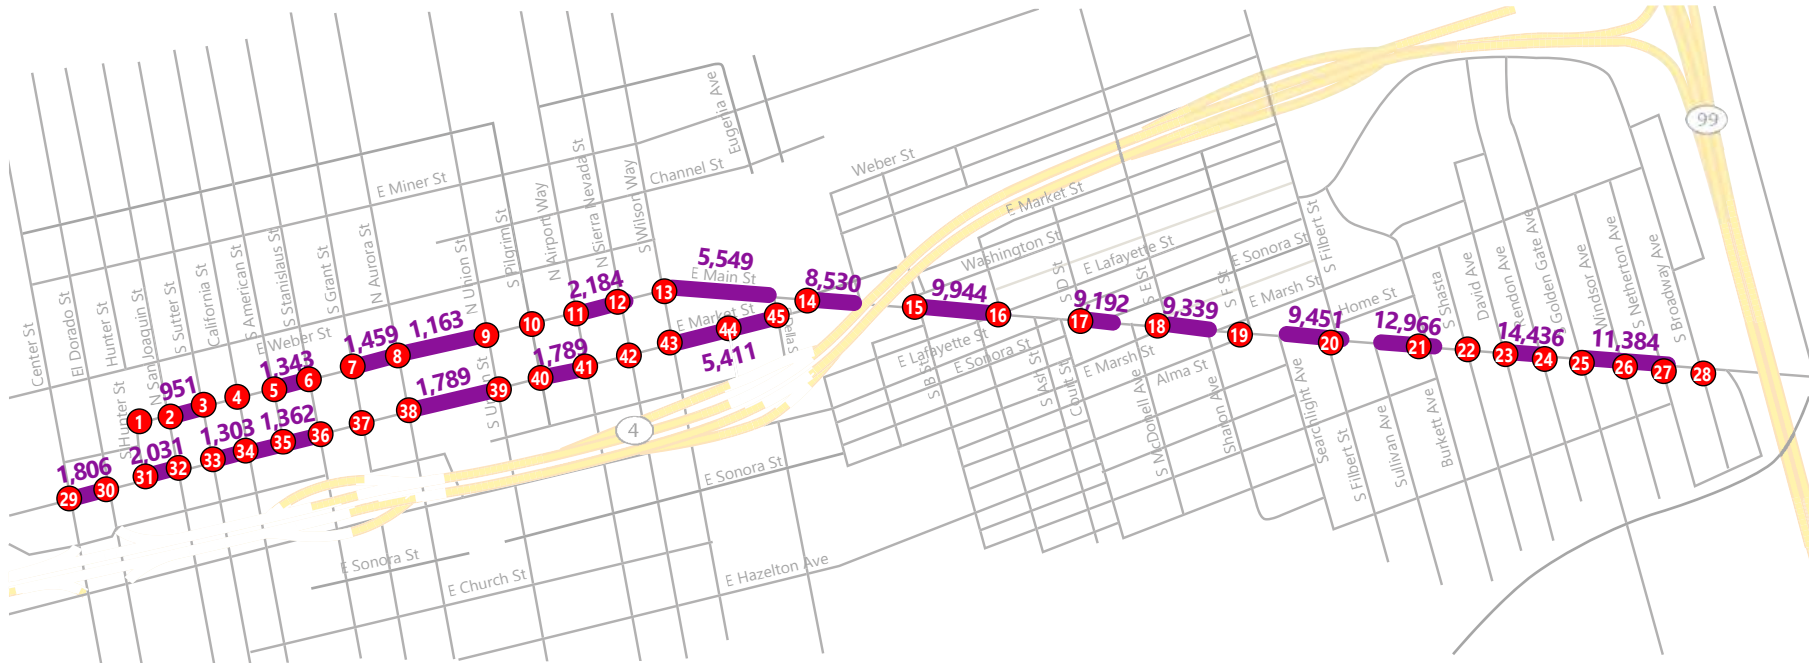 99
4
Weber St
E Miner St
Channel St
Eugenia Ave
E Market St
Washington St
E Lafayette St
E Sonora St
E Marsh St
Home St
S Filbert St
S F St
S E St
S D St
Center St
El Dorado St
Hunter St
S Hunter St
N San Joaquin St
S Sutter St
California St
S American St
S Stanislaus St
S Grant St
N Aurora St
N Union St
S Pilgrim St
N Airport Way
N Sierra Nevada St
S Wilson Way
E Weber St
E Main St
E Market St
S Union St
S B St
E Lafayette St
E Sonora St
S Ash St
Court St
E Marsh St
Alma St
S McDonell Ave
Sharon Ave
Searchlight Ave
S Filbert St
Sullivan Ave
Burkett Ave
S Shasta
David Ave
Rendon Ave
S Golden Gate Ave
Windsor Ave
S Netherton Ave
S Broadway Ave
E Sonora St
E Sonora St
E Church St
E Hazelton Ave
951
1,343
1,459
1,163
2,184
5,549
8,530
9,944
9,192
9,339
9,451
12,966
14,436
11,384
1,806
2,031
1,303
1,362
1,789
1,789
5,411
1
2
3
4
5
6
7
8
9
10
11
12
13
14
15
16
17
18
19
20
21
22
23
24
25
26
27
28
29
30
31
32
33
34
35
36
37
38
39
40
41
42
43
44
45